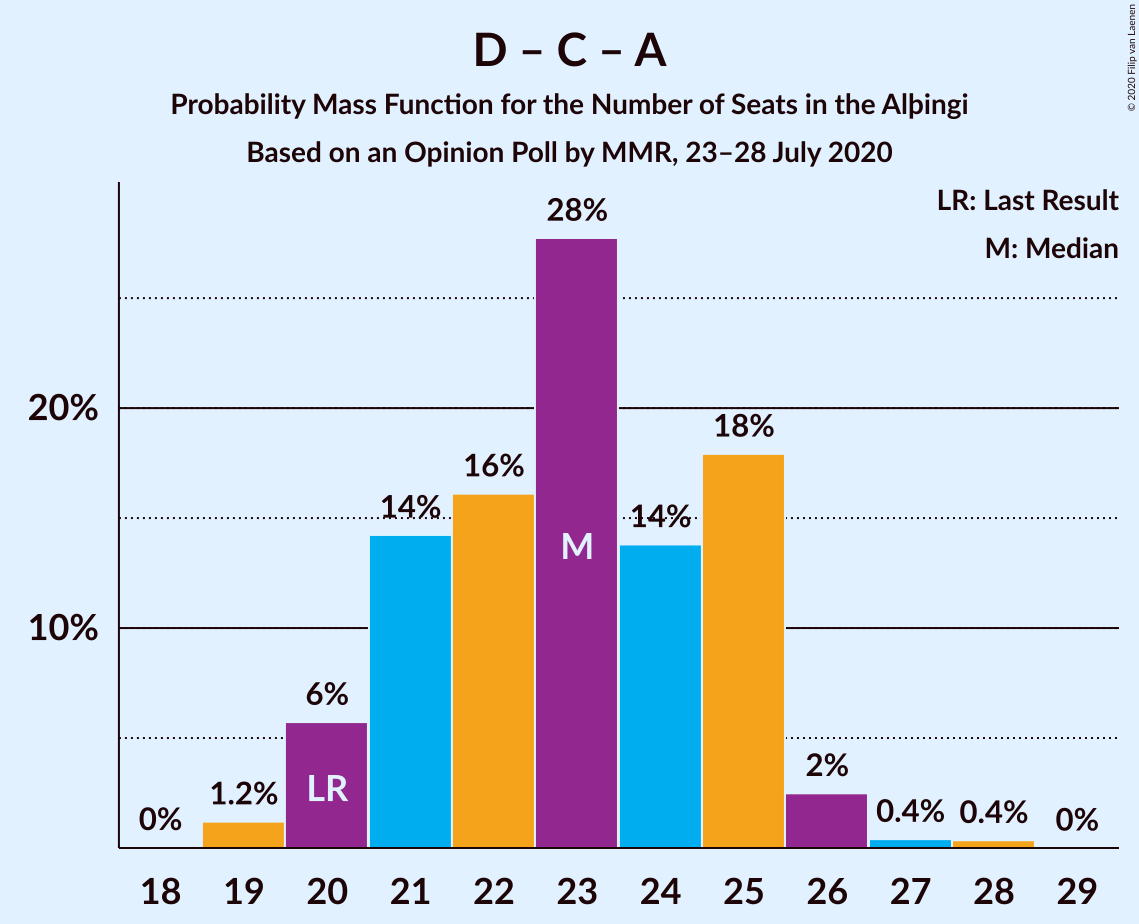 D – C – A
Probability Mass Function for the Number of Seats in the Alþingi
Based on an Opinion Poll by MMR, 23–28 July 2020
© 2020 Filip van Laenen
LR: Last Result
M: Median
28%
20%
18%
16%
14%
14%
M
10%
6%
LR
2%
1.2%
0%
0.4%
0.4%
0%
18 19 20 21 22 23 24 25 26 27 28 29